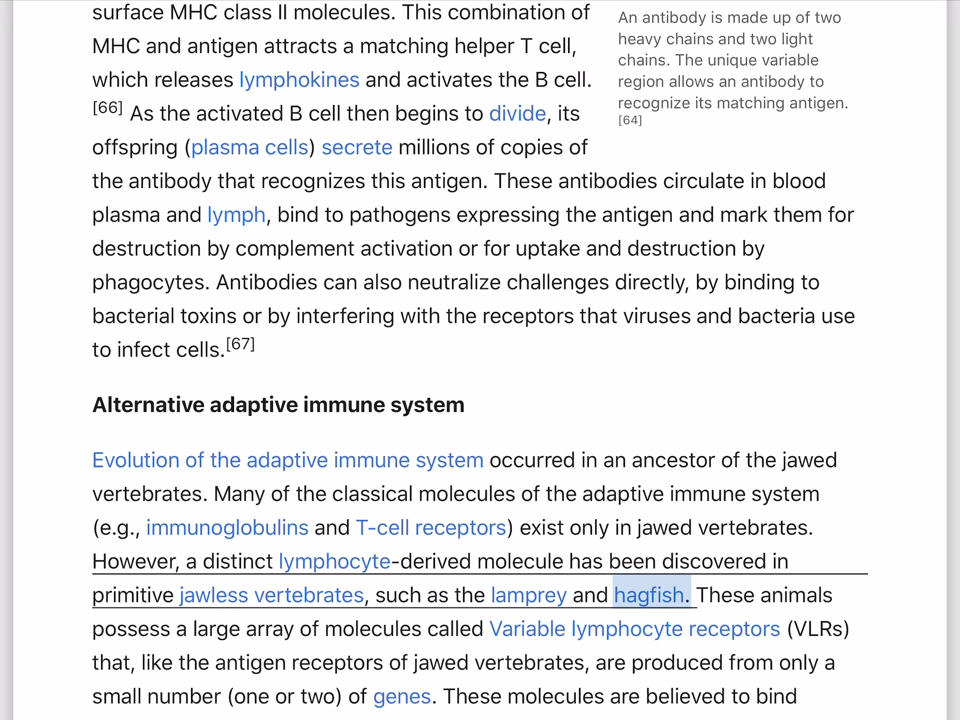 surface MHC class II molecules. This combination of
MHC and antigen attracts a matching helper T cell,
which releases lymphokines and activates the B cell.
[66] As the activated B cell then begins to divide, its
offspring (plasma cells) secrete millions of copies of
the antibody that recognizes this antigen. These antibodies circulate in blood
plasma and lymph, bind to pathogens expressing the antigen and mark them for
destruction by complement activation or for uptake and destruction by
phagocytes. Antibodies can also neutralize challenges directly, by binding to
bacterial toxins or by interfering with the receptors that viruses and bacteria use
to infect cells.[67]
An antibody is made up of two
heavy chains and two light
chains. The unique variable
region allows an antibody to
recognize its matching antigen.
[64]
Alternative adaptive immune system
Evolution of the adaptive immune system occurred in an ancestor of the jawed
vertebrates. Many of the classical molecules of the adaptive immune system
(e.g., immunoglobulins and T-cell receptors) exist only in jawed vertebrates.
However, a distinct lymphocyte-derived molecule has been discovered in
primitive jawless vertebrates, such as the lamprey and hagfish. These animals
possess a large array of molecules called Variable lymphocyte receptors (VLRs)
that, like the antigen receptors of jawed vertebrates, are produced from only a
small number (one or two) of genes. These molecules are believed to bind